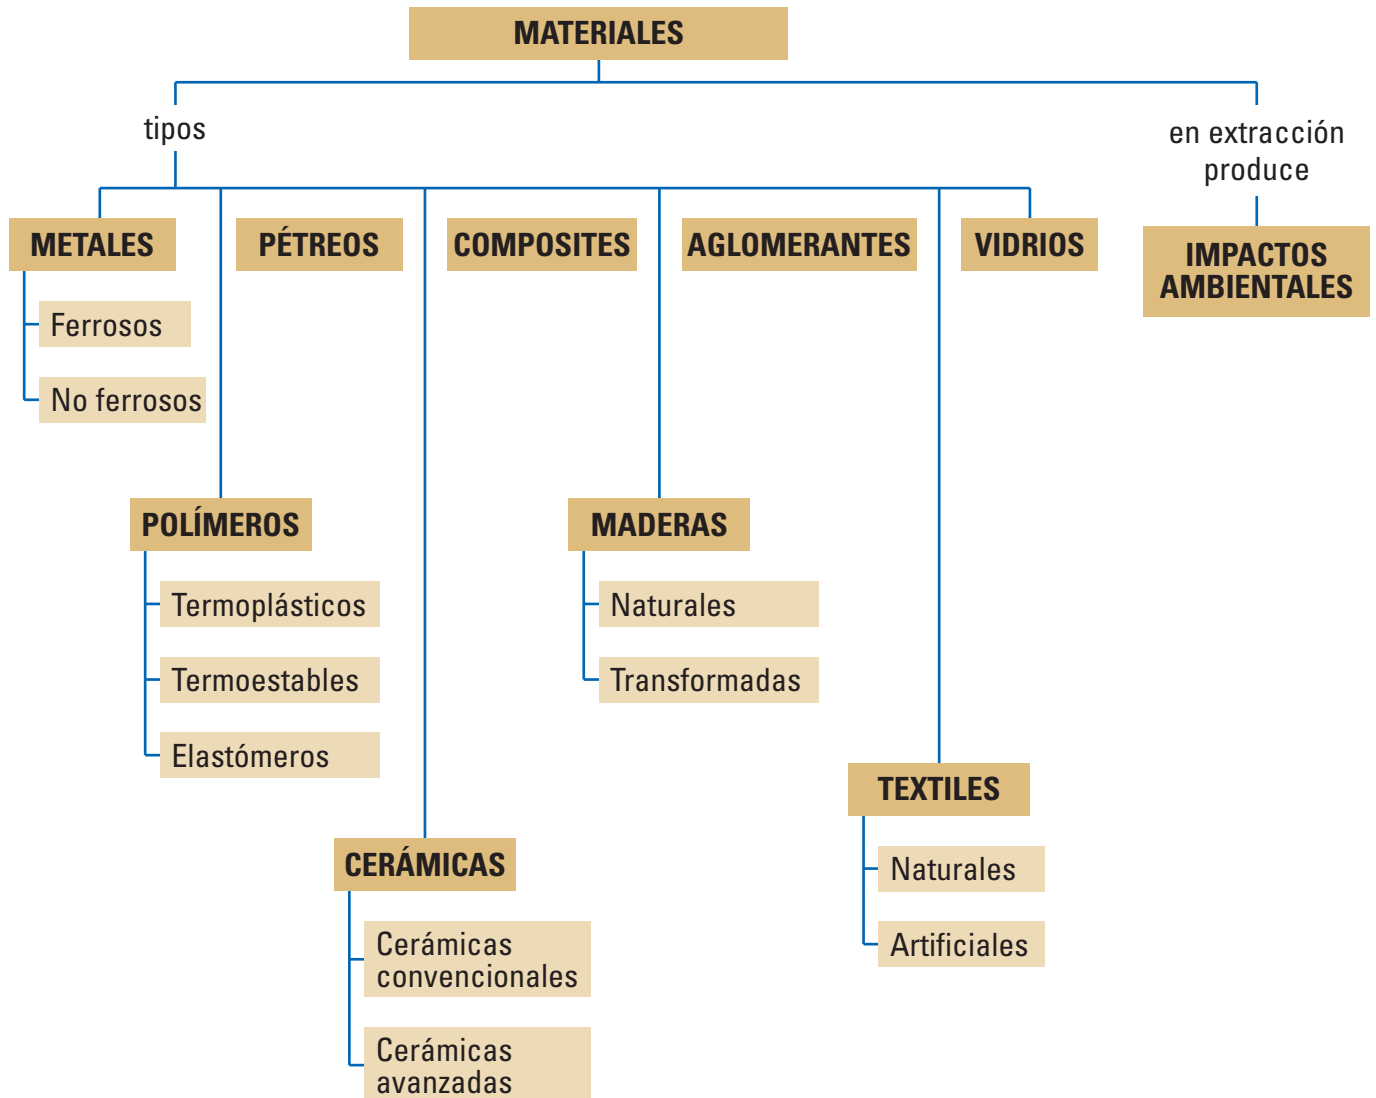 MATERIALES
tipos
en extracción
produce
METALES
PÉTREOS
COMPOSITES
AGLOMERANTES
VIDRIOS
IMPACTOS
AMBIENTALES
Ferrosos
No ferrosos
POLÍMEROS
Termoplásticos
Termoestables
Elastómeros
MADERAS
Naturales
Transformadas
TEXTILES
Naturales
Artificiales
CERÁMICAS
Cerámicas
convencionales
Cerámicas
avanzadas